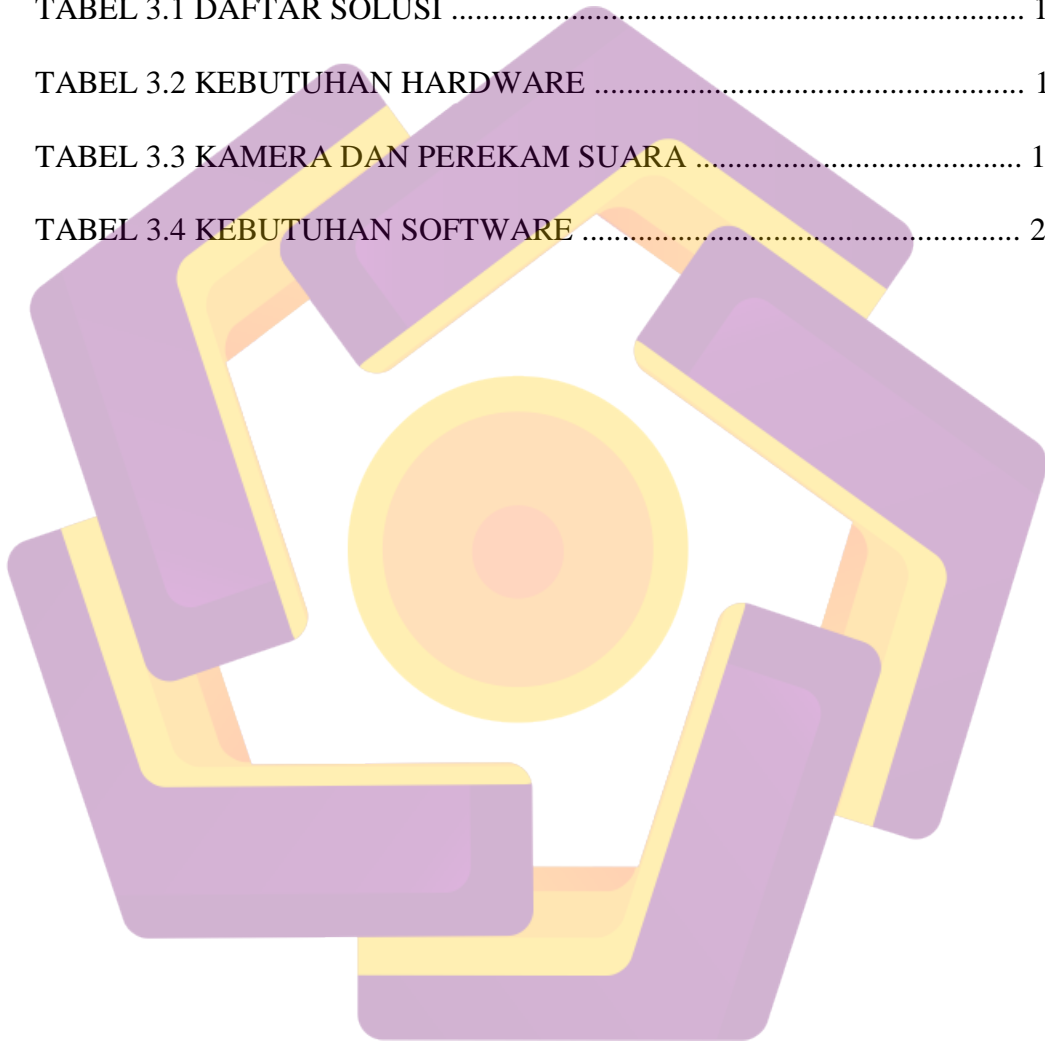 TABEL 3.1 DAFTAR SOLUSI ........................................................................ 1
TABEL 3.2 KEBUTUHAN HARDWARE ...................................................... 1
TABEL 3.3 KAMERA DAN PEREKAM SUARA ......................................... 1
TABEL 3.4 KEBUTUHAN SOFTWARE ....................................................... 2